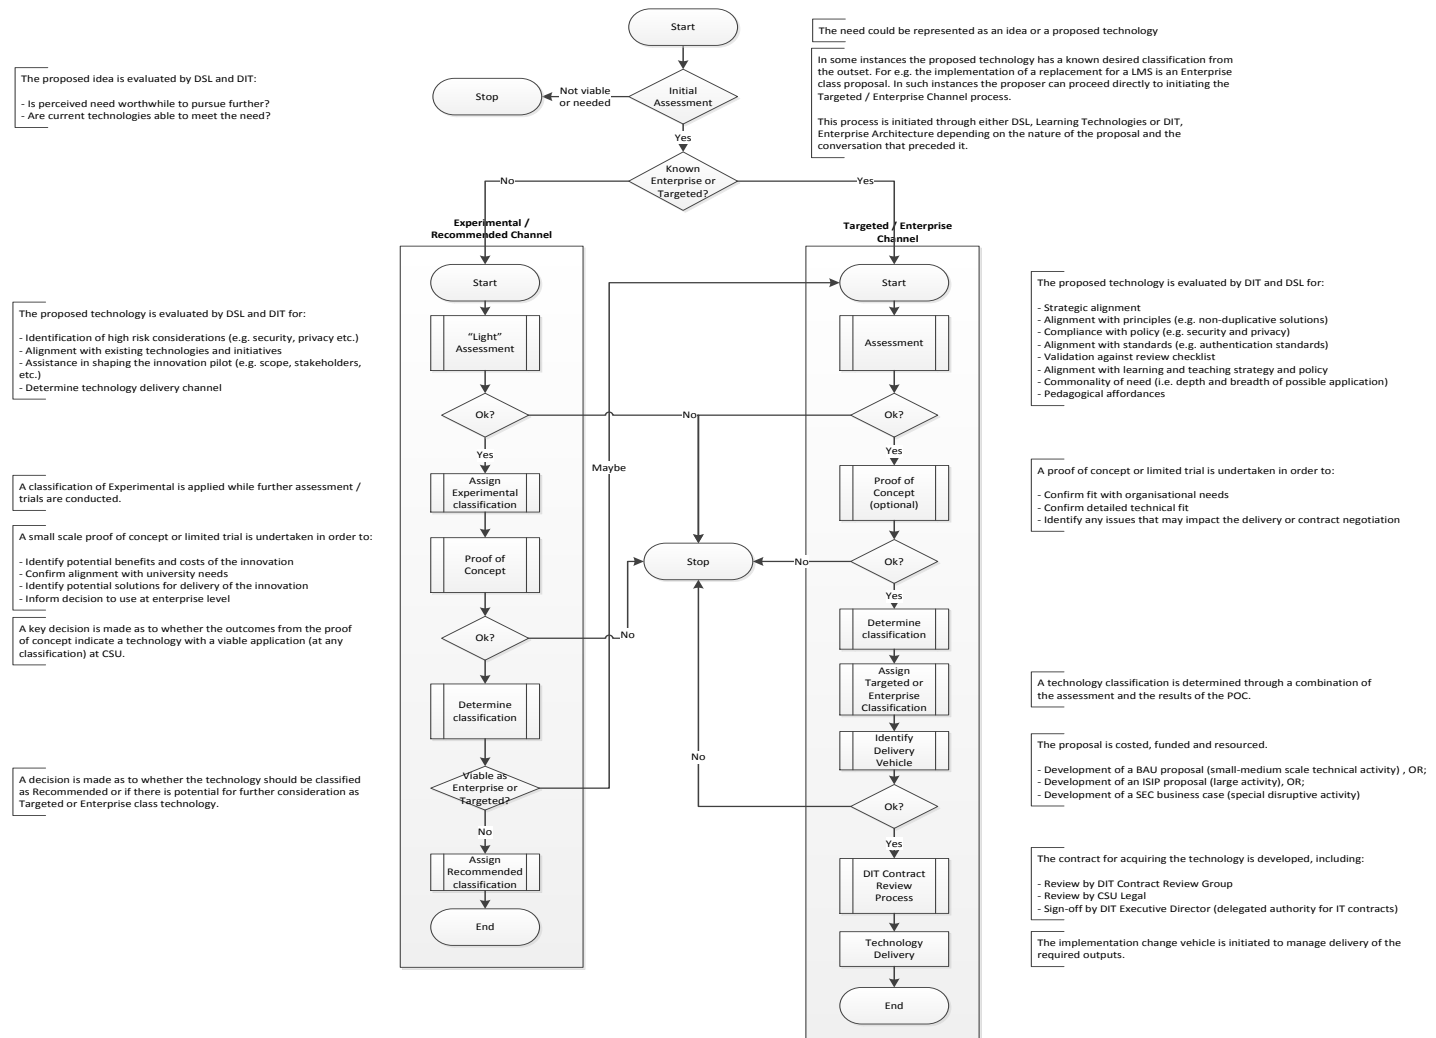 Start
The need could be represented as an idea or a proposed technology
In some instances the proposed technology has a known desired classification from
the outset. For e.g. the implementation of a replacement for a LMS is an Enterprise
class proposal. In such instances the proposer can proceed directly to initiating the
Targeted / Enterprise Channel process.
This process is initiated through either DSL, Learning Technologies or DIT,
Enterprise Architecture depending on the nature of the proposal and the
conversation that preceded it.
The proposed idea is evaluated by DSL and DIT:
- Is perceived need worthwhile to pursue further?
- Are current technologies able to meet the need?
Stop
Not viable
or needed
Initial
Assessment
Yes
Known
Enterprise or
Targeted?
No
Yes
Experimental /
Recommended Channel
Start
"Light"
Assessment
Ok?
Yes
Assign
Experimental
classification
Proof of
Concept
Ok?
Determine
classification
Viable as
Enterprise or
Targeted?
No
Assign
Recommended
classification
End
The proposed technology is evaluated by DSL and DIT for:
- Identification of high risk considerations (e.g. security, privacy etc.)
- Alignment with existing technologies and initiatives
- Assistance in shaping the innovation pilot (e.g. scope, stakeholders,
etc.)
- Determine technology delivery channel
A classification of Experimental is applied while further assessment /
trials are conducted.
A small scale proof of concept or limited trial is undertaken in order to:
- Identify potential benefits and costs of the innovation
- Confirm alignment with university needs
- Identify potential solutions for delivery of the innovation
- Inform decision to use at enterprise level
A key decision is made as to whether the outcomes from the proof
of concept indicate a technology with a viable application (at any
classification) at CSU.
A decision is made as to whether the technology should be classified
as Recommended or if there is potential for further consideration as
Targeted or Enterprise class technology.
Maybe
No
No
Stop
No
No
Targeted / Enterprise
Channel
Start
Assessment
Ok?
Yes
Proof of
Concept
(optional)
Ok?
Yes
Determine
classification
Assign
Targeted or
Enterprise
Classification
Identify
Delivery
Vehicle
Ok?
Yes
DIT Contract
Review
Process
Technology
Delivery
End
The proposed technology is evaluated by DIT and DSL for:
- Strategic alignment
- Alignment with principles (e.g. non-duplicative solutions)
- Compliance with policy (e.g. security and privacy)
- Alignment with standards (e.g. authentication standards)
- Validation against review checklist
- Alignment with learning and teaching strategy and policy
- Commonality of need (i.e. depth and breadth of possible application)
- Pedagogical affordances
A proof of concept or limited trial is undertaken in order to:
- Confirm fit with organisational needs
- Confirm detailed technical fit
- Identify any issues that may impact the delivery or contract negotiation
A technology classification is determined through a combination of
the assessment and the results of the POC.
The proposal is costed, funded and resourced.
- Development of a BAU proposal (small-medium scale technical activity) , OR;
- Development of an ISIP proposal (large activity), OR;
- Development of a SEC business case (special disruptive activity)
The contract for acquiring the technology is developed, including:
- Review by DIT Contract Review Group
- Review by CSU Legal
- Sign-off by DIT Executive Director (delegated authority for IT contracts)
The implementation change vehicle is initiated to manage delivery of the
required outputs.